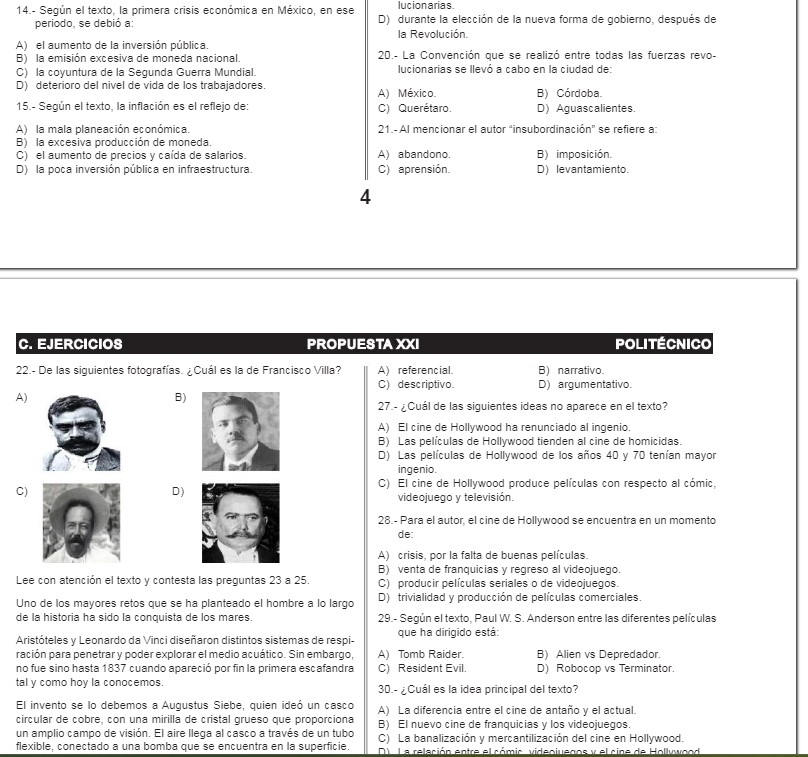 14.- Según el texto, la primera crisis económica en México, en ese
periodo, se debió a:
A) el aumento de la inversión pública.
B) la emisión excesiva de moneda nacional.
C) la coyuntura de la Segunda Guerra Mundial.
D) deterioro del nivel de vida de los trabajadores.
15.- Según el texto, la inflación es el reflejo de:
A) la mala planeación económica.
B) la excesiva producción de moneda.
C) el aumento de precios y caída de salarios.
D) la poca inversión pública en infraestructura.
lucionarias.
D) durante la elección de la nueva forma de gobierno, después de
la Revolución.
20.- La Convención que se realizó entre todas las fuerzas revo-
lucionarias se llevó a cabo en la ciudad de:
A) México. B) Córdoba.
C) Querétaro. D) Aguascalientes.
21.- Al mencionar el autor “insubordinación” se refiere a:
A) abandono. B) imposición.
C) aprensión. D) levantamiento.
4
C. EJERCICIOS PROPUESTA XXI POLITÉCNICO
22.- De las siguientes fotografías. ¿Cuál es la de Francisco Villa?
A) B)
C) D)
Lee con atención el texto y contesta las preguntas 23 a 25.
Uno de los mayores retos que se ha planteado el hombre a lo largo
de la historia ha sido la conquista de los mares.
Aristóteles y Leonardo da Vinci diseñaron distintos sistemas de respi-
ración para penetrar y poder explorar el medio acuático. Sin embargo,
no fue sino hasta 1837 cuando apareció por fin la primera escafandra
tal y como hoy la conocemos.
El invento se lo debemos a Augustus Siebe, quien ideó un casco
circular de cobre, con una mirilla de cristal grueso que proporciona
un amplio campo de visión. El aire llega al casco a través de un tubo
flexible, conectado a una bomba que se encuentra en la superficie.
A) referencial. B) narrativo.
C) descriptivo. D) argumentativo.
27.- ¿Cuál de las siguientes ideas no aparece en el texto?
A) El cine de Hollywood ha renunciado al ingenio.
B) Las películas de Hollywood tienden al cine de homicidas.
D) Las películas de Hollywood de los años 40 y 70 tenían mayor
ingenio.
C) El cine de Hollywood produce películas con respecto al cómic,
videojuego y televisión.
28.- Para el autor, el cine de Hollywood se encuentra en un momento
de:
A) crisis, por la falta de buenas películas.
B) venta de franquicias y regreso al videojuego.
C) producir películas seriales o de videojuegos.
D) trivialidad y producción de películas comerciales.
29.- Según el texto, Paul W. S. Anderson entre las diferentes películas
que ha dirigido está:
A) Tomb Raider. B) Alien vs Depredador.
C) Resident Evil. D) Robocop vs Terminator.
30.- ¿Cuál es la idea principal del texto?
A) La diferencia entre el cine de antaño y el actual.
B) El nuevo cine de franquicias y los videojuegos.
C) La banalización y mercantilización del cine en Hollywood.
D) La relación entre el cómic, videojuegos y el cine de Hollywood